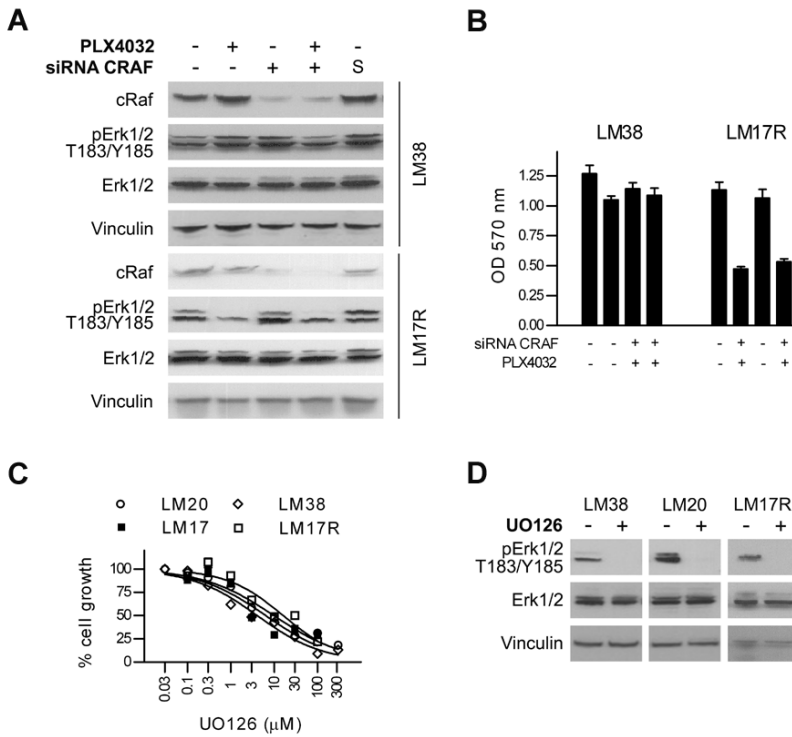 A
PLX4032 - + - + -
siRNA CRAF - - + + S
cRaf
pErk1/2
T183/Y185
Erk1/2
Vinculin
LM38
cRaf
pErk1/2
T183/Y185
Erk1/2
Vinculin
LM17R
B
LM38 LM17R
OD 570 nm
1.25
1.00
0.75
0.50
0.25
0.00
siRNA CRAF - - + + - + - +
PLX4032 - - + + - + - +
C
LM20 LM38
LM17 LM17R
% cell growth
100
75
50
25
0
0.03 0.1 0.3 1 3 10 30 100 300
UO126 (μM)
D
LM38 LM20 LM17R
UO126 - + - + - +
pErk1/2
T183/Y185
Erk1/2
Vinculin